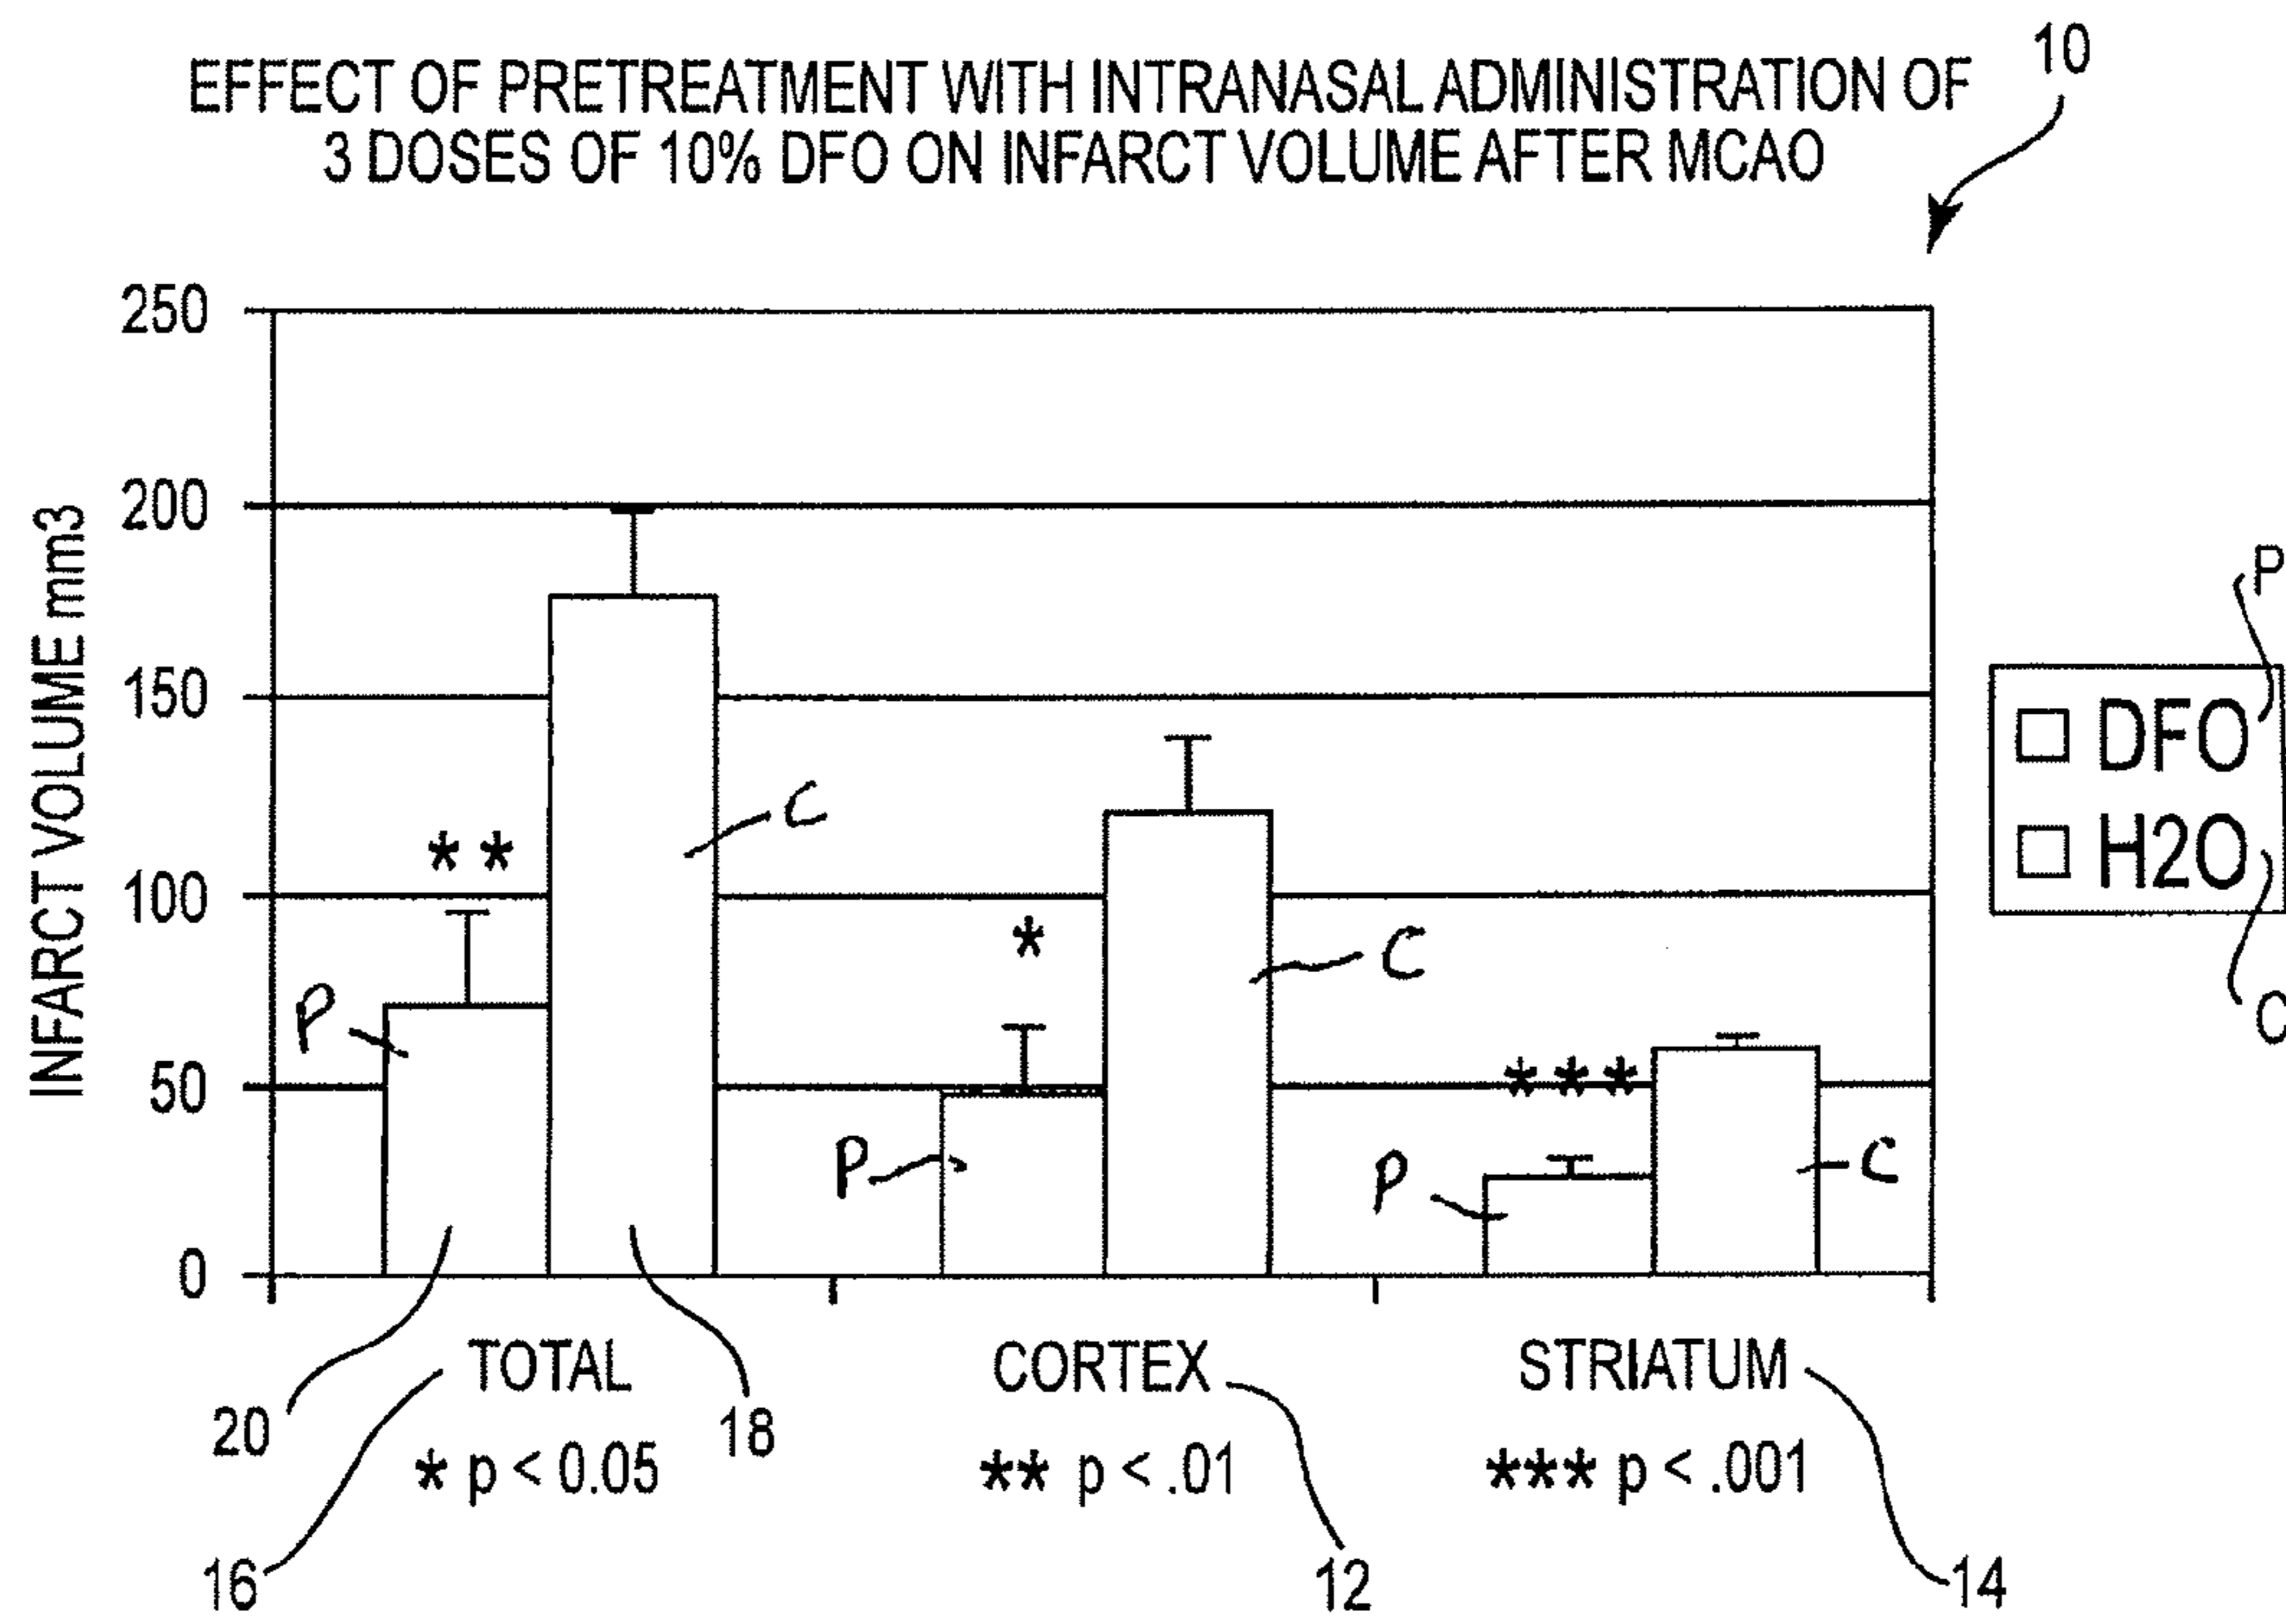 EFFECT OF PRETREATMENT WITH INTRANASAL ADMINISTRATION OF
3 DOSES OF 10% DFO ON INFARCT VOLUME AFTER MCAO
10
INFARCT VOLUME mm3
250
200
150
100
50
0
**
*
***
P
C
P
C
P
C
P
DFO
H2O
C
TOTAL
CORTEX
STRIATUM
20
18
* p < 0.05
** p < .01
*** p < .001
16
12
14